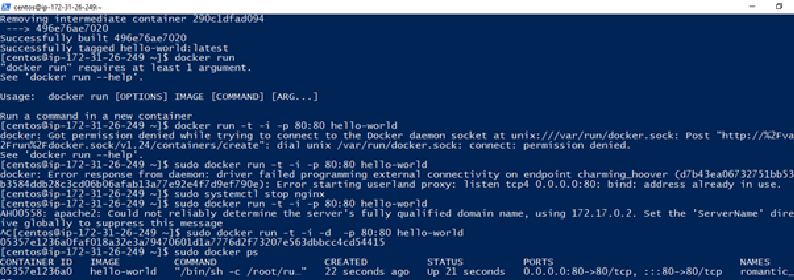 centos@ip-172-31-26-249:~
Removing intermediate container 290c1dfad094
---> 496e76ae7020
Successfully built 496e76ae7020
Successfully tagged hello-world:latest
[centos@ip-172-31-26-249 ~]$ docker run
"docker run" requires at least 1 argument.
See 'docker run --help'.
Usage:  docker run [OPTIONS] IMAGE [COMMAND] [ARG...]
Run a command in a new container
[centos@ip-172-31-26-249 ~]$ docker run -t -i -p 80:80 hello-world
docker: Got permission denied while trying to connect to the Docker daemon socket at unix:///var/run/docker.sock: Post "http://%2Fva
2Frun%2Fdocker.sock/v1.24/containers/create": dial unix /var/run/docker.sock: connect: permission denied.
See 'docker run --help'.
[centos@ip-172-31-26-249 ~]$ sudo docker run -t -i -p 80:80 hello-world
docker: Error response from daemon: driver failed programming external connectivity on endpoint charming_hoover (d7b43ea06732751bb53
b3584db28c3cd06b06afab13a77e92e4f7d9ef790e): Error starting userland proxy: listen tcp4 0.0.0.0:80: bind: address already in use.
[centos@ip-172-31-26-249 ~]$ sudo systemctl stop nginx
[centos@ip-172-31-26-249 ~]$ sudo docker run -t -i -p 80:80 hello-world
AH00558: apache2: Could not reliably determine the server's fully qualified domain name, using 172.17.0.2. Set the 'ServerName' dire
ive globally to suppress this message
^C[centos@ip-172-31-26-249 ~]$ sudo docker run -t -i -d  -p 80:80 hello-world
05357e1236a0faf018a32e3a79470601d1a7776d2f73207e563dbbcc4cd54415
[centos@ip-172-31-26-249 ~]$ sudo docker ps
CONTAINER ID   IMAGE         COMMAND                  CREATED          STATUS          PORTS                               NAMES
05357e1236a0   hello-world   "/bin/sh -c /root/ru…"   22 seconds ago   Up 21 seconds   0.0.0.0:80->80/tcp, :::80->80/tcp   romantic_